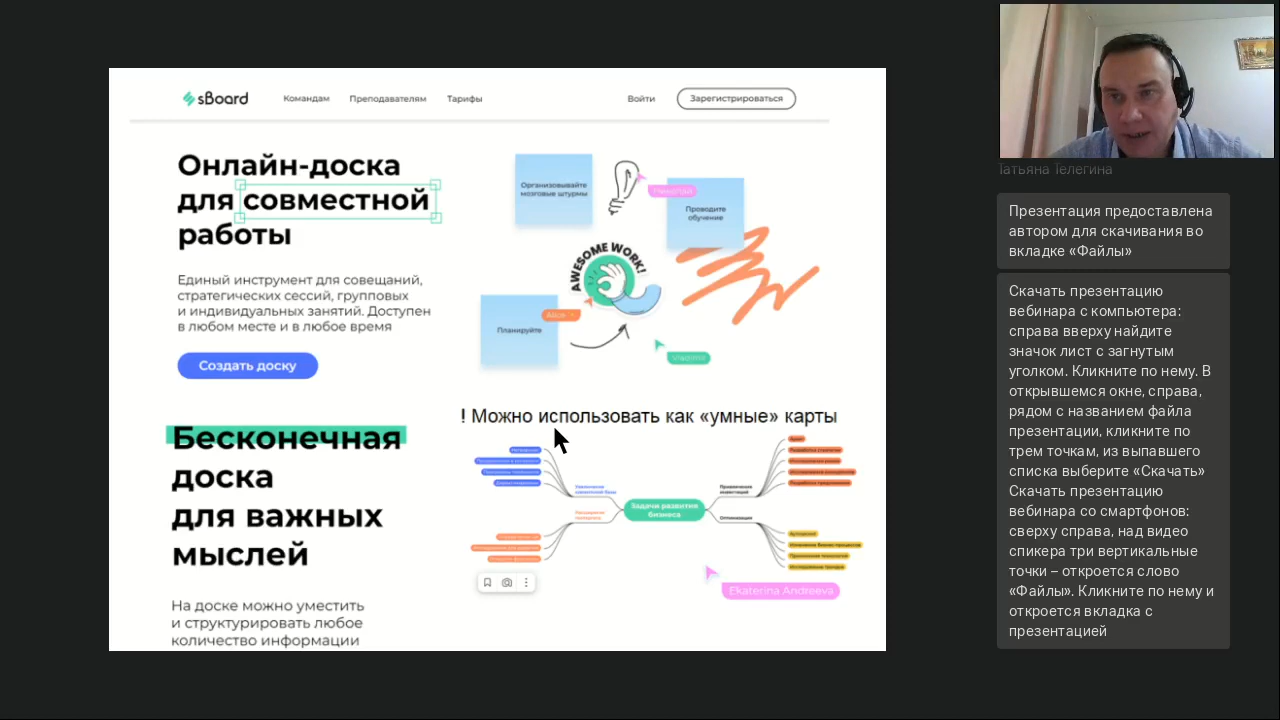 sBoard
Командам
Преподавателям
Тарифы
Войти
Зарегистрироваться
Онлайн-доска
для совместной
работы
Единый инструмент для совещаний,
стратегических сессий, групповых
и индивидуальных занятий. Доступен
в любом месте и в любое время
Создать доску
Организовывайте
мозговые штурмы
Проводите
обучение
AWESOME WORK!
Планируйте
Alice
Vladimir
Бесконечная
доска
для важных
мыслей
На доске можно уместить
и структурировать любое
количество информации
! Можно использовать как «умные» карты
Задачи развития
бизнеса
Привлечение
инвестиций
Оптимизация
Ekaterina Andreeva
Татьяна Телегина
Презентация предоставлена
автором для скачивания во
вкладке «Файлы»
Скачать презентацию
вебинара с компьютера:
справа вверху найдите
значок лист с загнутым
уголком. Кликните по нему. В
открывшемся окне, справа,
рядом с названием файла
презентации, кликните по
трем точкам, из выпавшего
списка выберите «Скачать»
Скачать презентацию
вебинара со смартфонов:
сверху справа, над видео
спикера три вертикальные
точки – откроется слово
«Файлы». Кликните по нему и
откроется вкладка с
презентацией